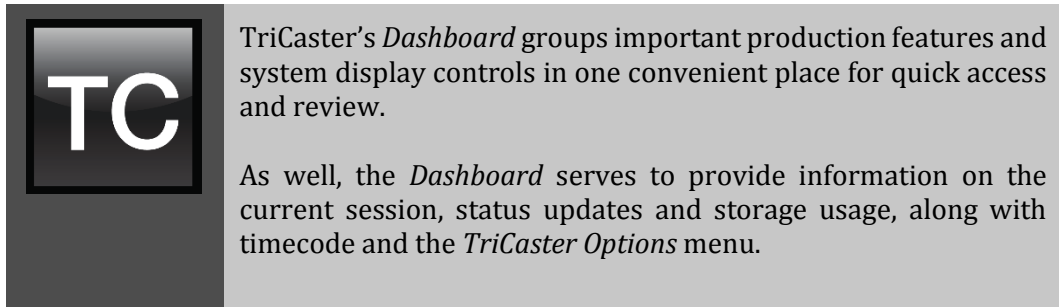 TC
TriCaster’s Dashboard groups important production features and
system display controls in one convenient place for quick access
and review.
As well, the Dashboard serves to provide information on the
current session, status updates and storage usage, along with
timecode and the TriCaster Options menu.